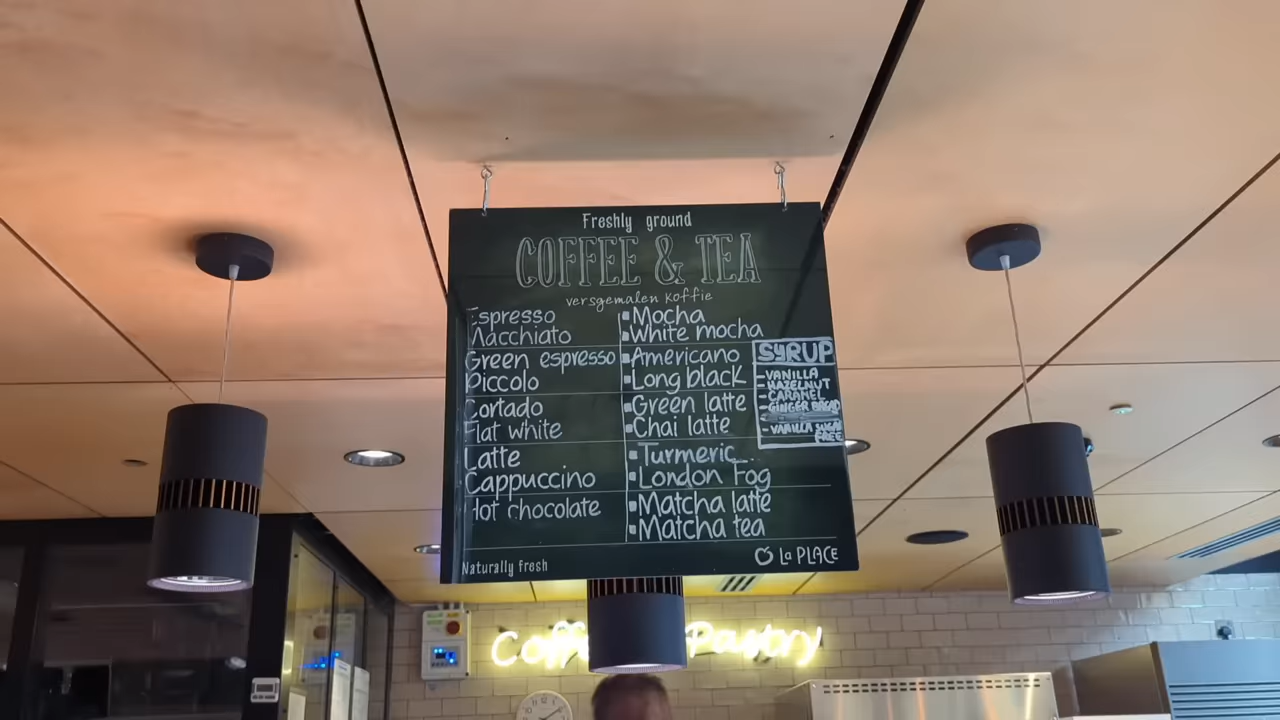 Freshly ground
COFFEE & TEA
versgemalen koffie
Espresso
Macchiato
Green espresso
Piccolo
Cortado
Flat white
Latte
Cappuccino
Hot chocolate
Mocha
White mocha
Americano
Long black
Green latte
Chai latte
Turmeric
London Fog
Matcha latte
Matcha tea
SYRUP
- VANILLA
- HAZELNUT
- CARAMEL
- GINGER BREAD
- VANILLA SUGAR
FREE
Naturally fresh
La PLACE
Coffee Pastry